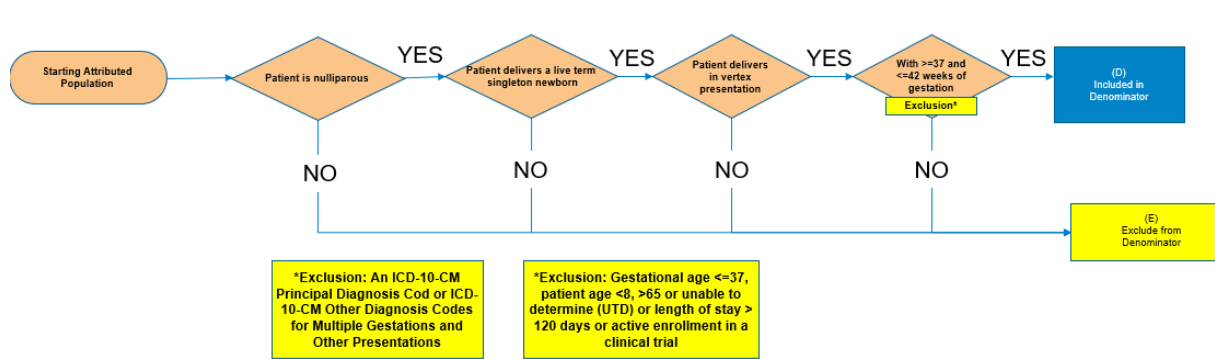 Starting Attributed
Population
Patient is nulliparous
YES
Patient delivers a live term
singleton newborn
YES
Patient delivers
in vertex
presentation
YES
With >=37 and
<=42 weeks of
gestation
Exclusion*
YES
(D)
Included in
Denominator
NO
NO
NO
NO
(E)
Exclude from
Denominator
*Exclusion: An ICD-10-CM
Principal Diagnosis Cod or ICD-
10-CM Other Diagnosis Codes
for Multiple Gestations and
Other Presentations
*Exclusion: Gestational age <=37,
patient age <8, >65 or unable to
determine (UTD) or length of stay >
120 days or active enrollment in a
clinical trial